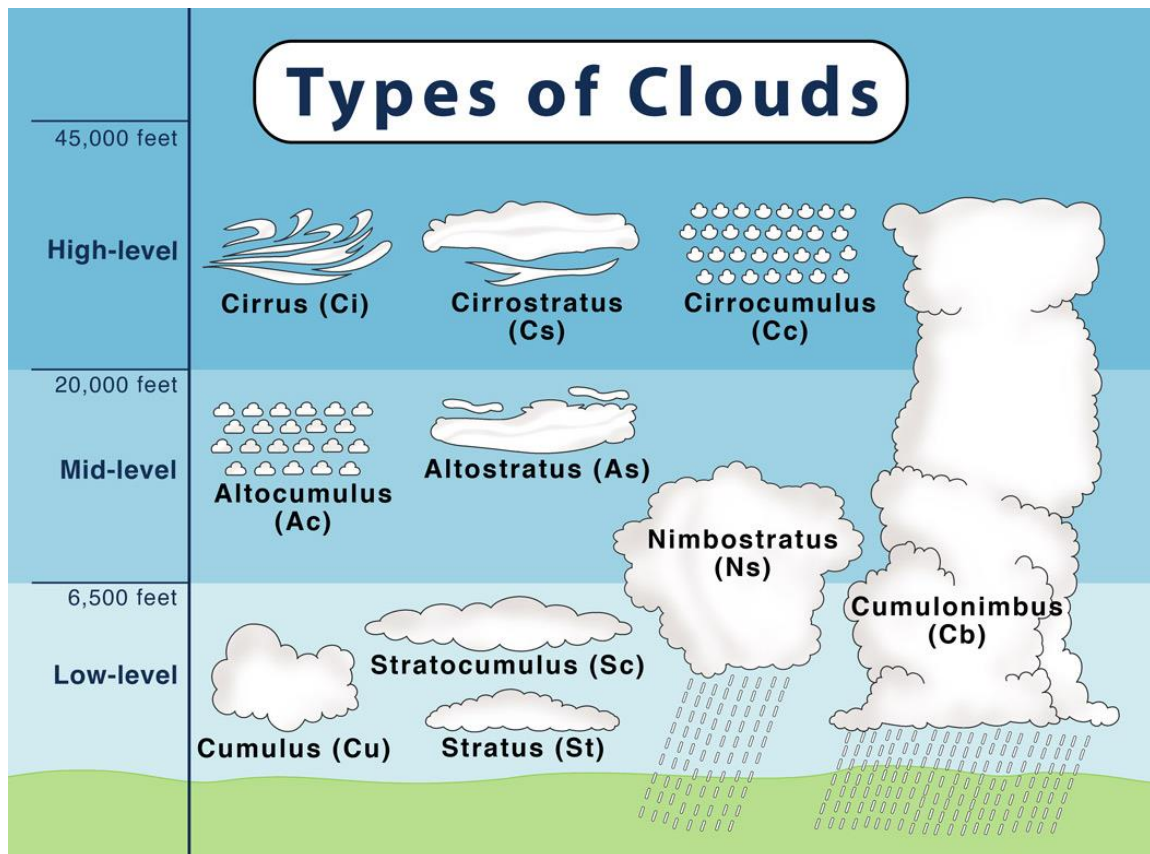 Types of Clouds
45,000 feet
High-level
Cirrus (Ci)
Cirrostratus
(Cs)
Cirrocumulus
(Cc)
20,000 feet
Mid-level
Altocumulus
(Ac)
Altostratus (As)
Nimbostratus
(Ns)
6,500 feet
Low-level
Cumulus (Cu)
Stratocumulus (Sc)
Stratus (St)
Cumulonimbus
(Cb)